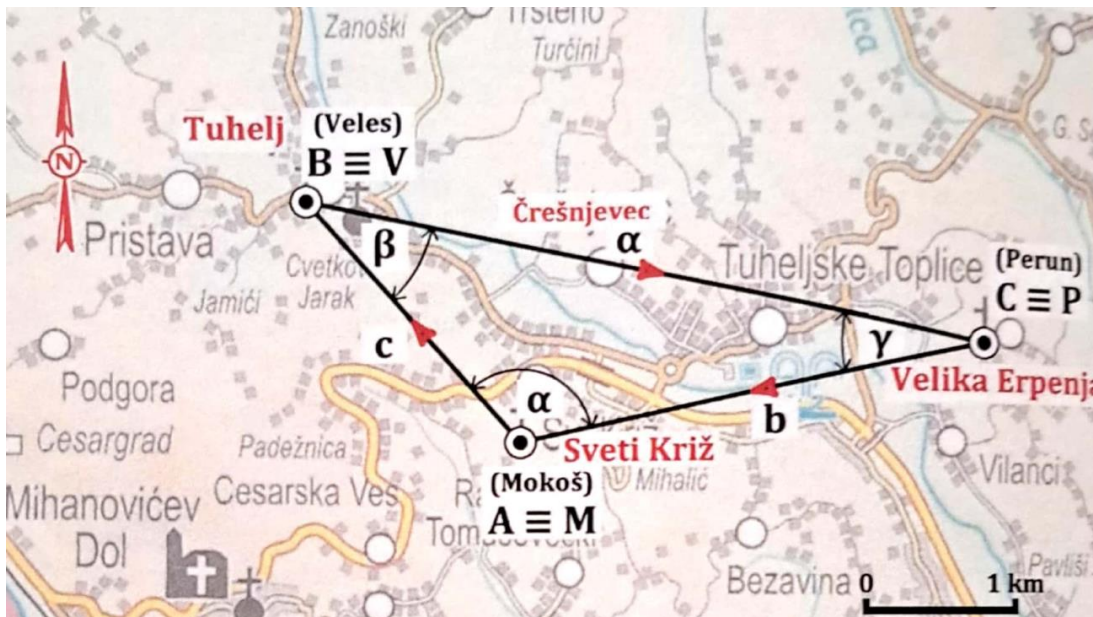 Zanoški
Trsteno
Turčini
Tuhelj
(Veles)
B ≡ V
N
Pristava
Črešnjevec
α
β
Cvetkov
Jarak
Jamići
Tuheljske Toplice
(Perun)
C ≡ P
γ
c
Velika Erpenja
Podgora
Cesargrad
α
b
Sveti Križ
Padežnica
Mihalić
Vilanci
(Mokoš)
A ≡ M
Mihanovićev
Dol
Cesarska Ves
Bezavina
Pavliši
0
1 km